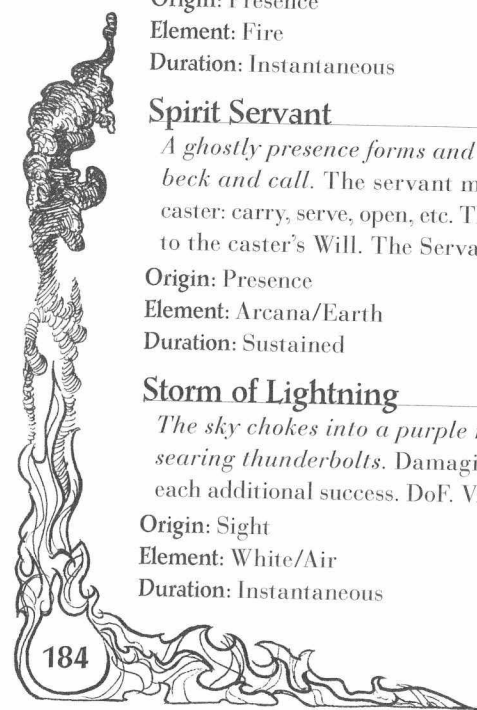 Origin: Presence
Element: Fire
Duration: Instantaneous
Spirit Servant
A ghostly presence forms and
beck and call. The servant
caster: carry, serve, open, etc.
to the caster's Will. The
Origin: Presence
Element: Arcana/Earth
Duration: Sustained
Storm of Lightning
The sky chokes into a purple
searing thunderbolts.
each additional success. DoF.
Origin: Sight
Element: White/Air
Duration: Instantaneous
184